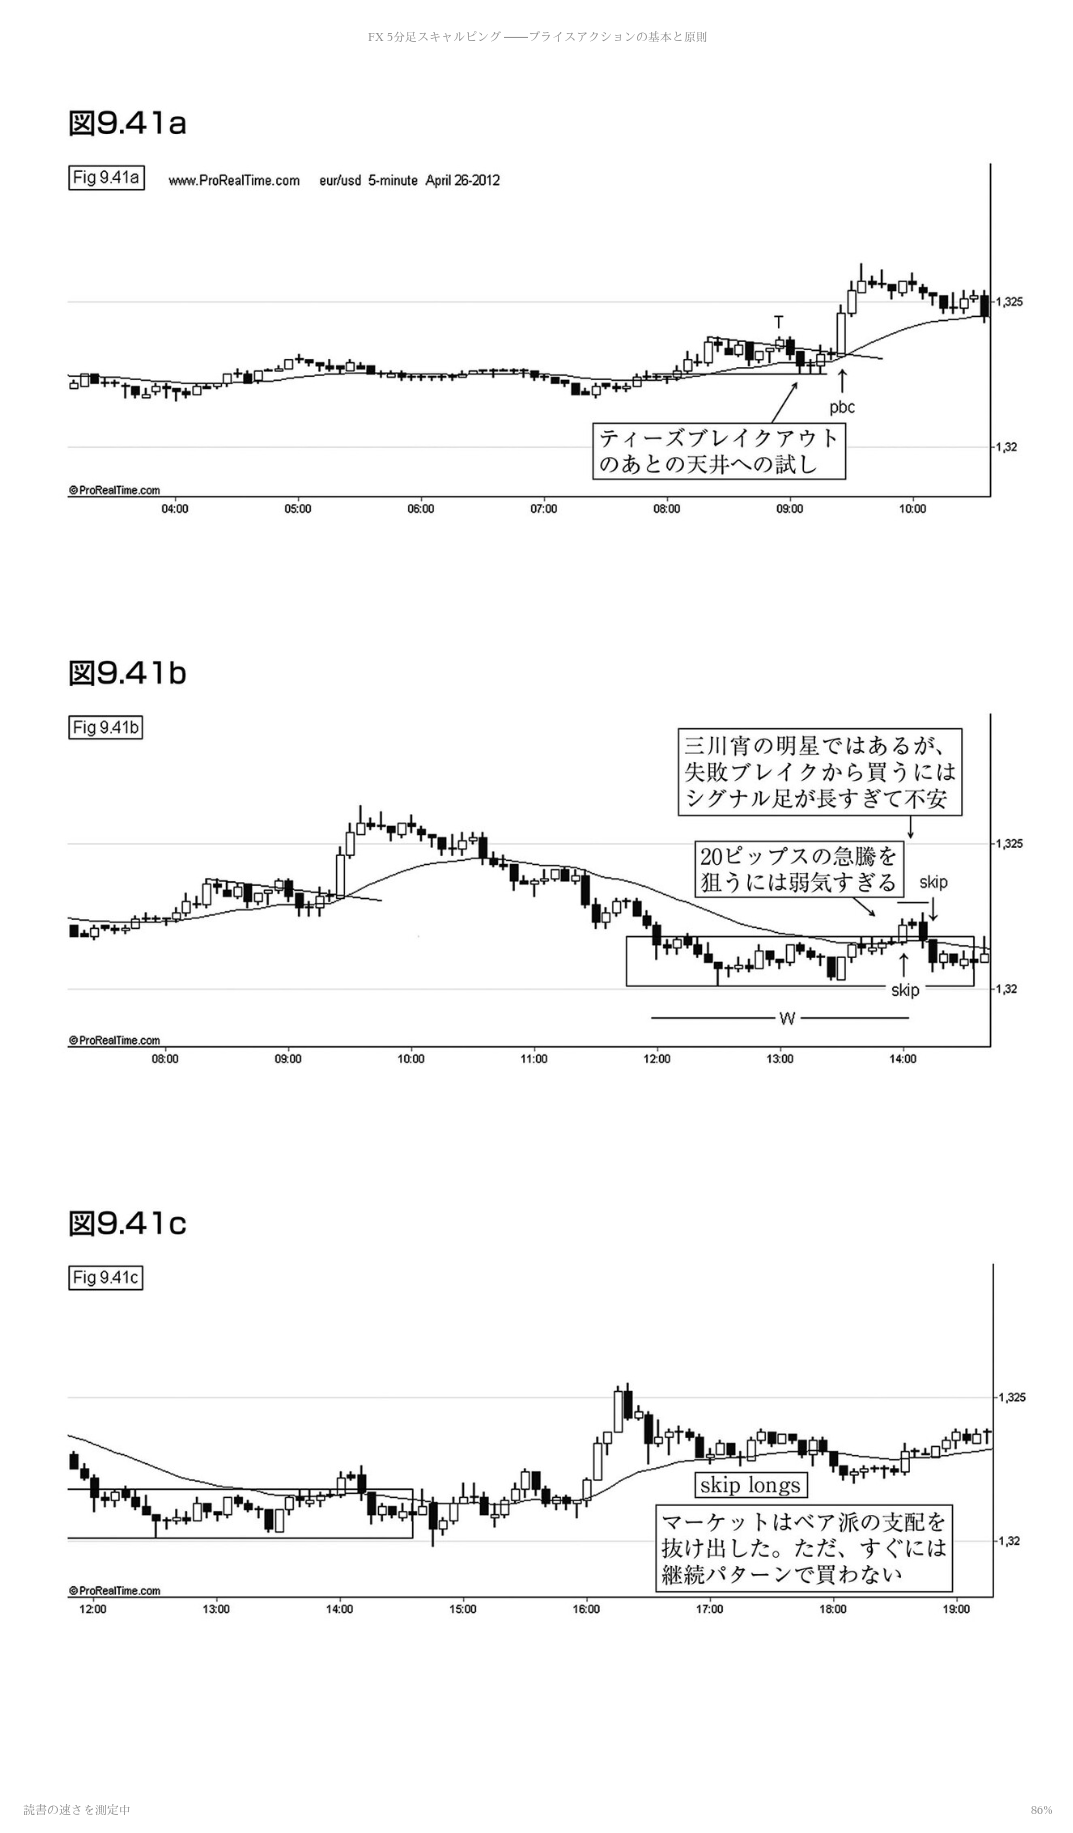 FX 5分足スキャルピング ――プライスアクションの基本と原則
図9.41a
Fig 9.41a www.ProRealTime.com eur/usd 5-minute April 26-2012
1,325
T
pbc
ティーズブレイクアウト
のあとの天井への試し
1,32
©ProRealTime.com
04:00 05:00 06:00 07:00 08:00 09:00 10:00
図9.41b
Fig 9.41b
三川宵の明星ではあるが、
失敗ブレイクから買うには
シグナル足が長すぎて不安
1,325
20ピップスの急騰を
狙うには弱気すぎる
skip
skip
1,32
W
©ProRealTime.com
08:00 09:00 10:00 11:00 12:00 13:00 14:00
図9.41c
Fig 9.41c
1,325
skip longs
マーケットはベア派の支配を
抜け出した。ただ、すぐには
継続パターンで買わない
1,32
©ProRealTime.com
12:00 13:00 14:00 15:00 16:00 17:00 18:00 19:00
読書の速さを測定中
86%